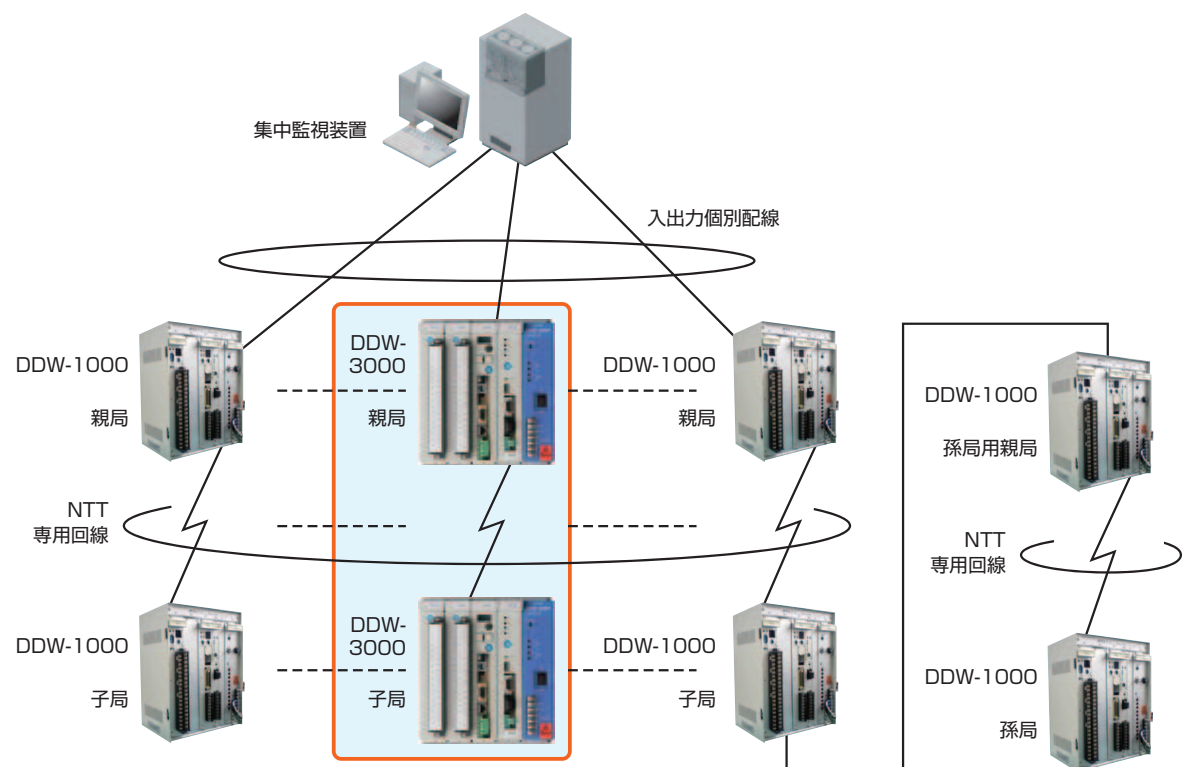 集中監視装置
入出力個別配線
DDW-1000
親局
DDW-
3000
親局
DDW-1000
親局
DDW-1000
孫局用親局
NTT
専用回線
NTT
専用回線
DDW-1000
子局
DDW-
3000
子局
DDW-1000
子局
DDW-1000
孫局